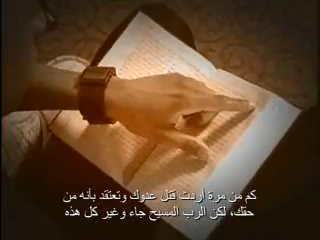 كم من مرة أردت قتل عدوك وتعتقد بأنه من
حقك، لكن الرب المسيح جاء وغير كل هذه